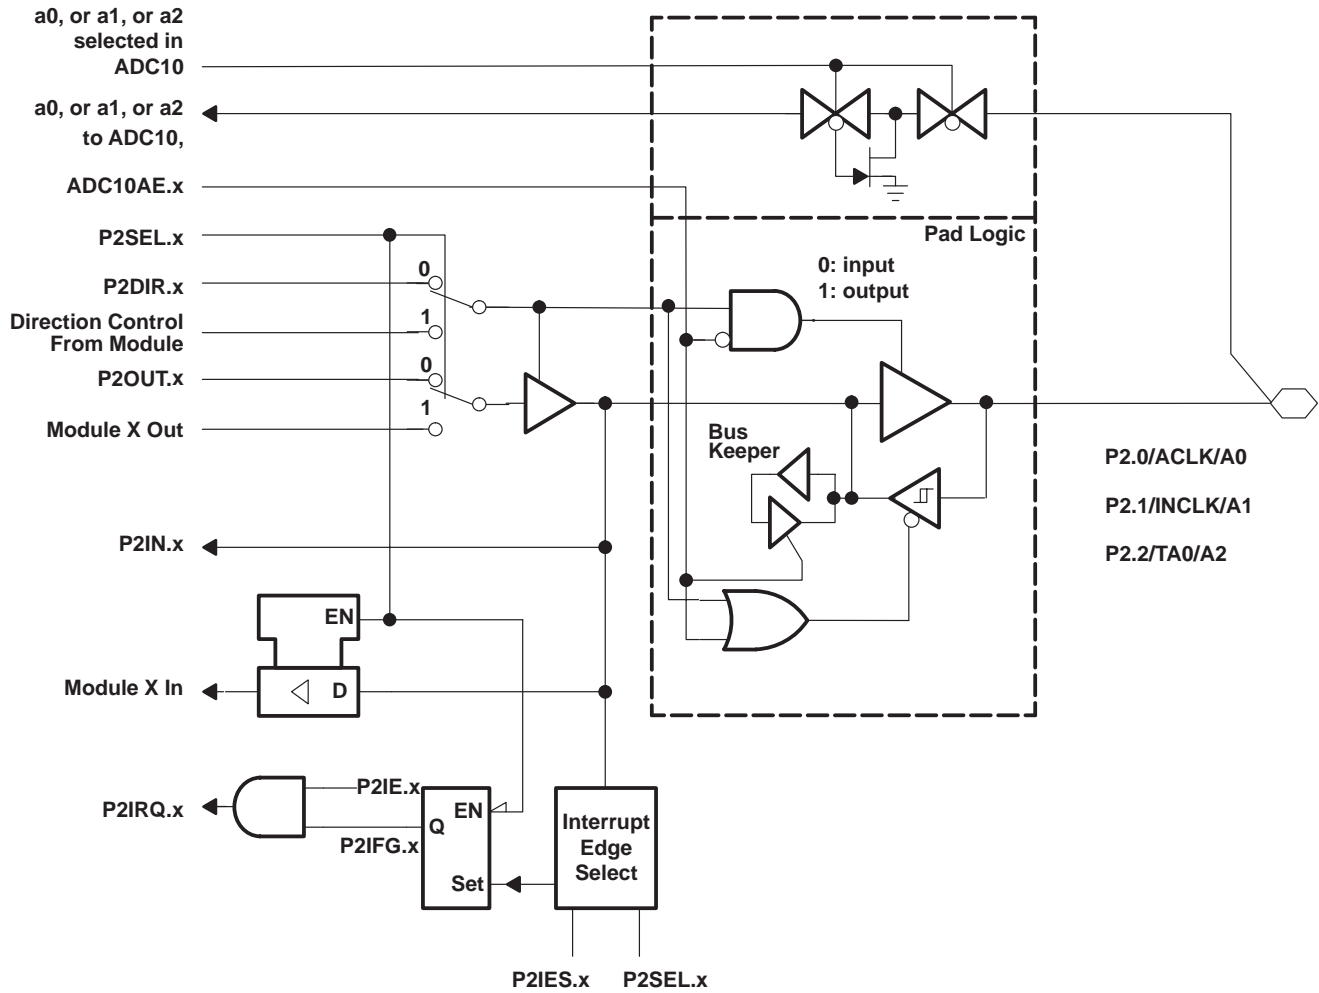 a0, or a1, or a2
selected in
ADC10
a0, or a1, or a2
to ADC10,
ADC10AE.x
P2SEL.x
Pad Logic
0
P2DIR.x
0: input
1: output
1
Direction Control
From Module
0
P2OUT.x
1
Module X Out
Bus
Keeper
P2.0/ACLK/A0
P2.1/INCLK/A1
P2.2/TA0/A2
P2IN.x
EN
Module X In
D
P2IE.x
P2IRQ.x
EN
Q
P2IFG.x
Set
Interrupt
Edge
Select
P2IES.x
P2SEL.x